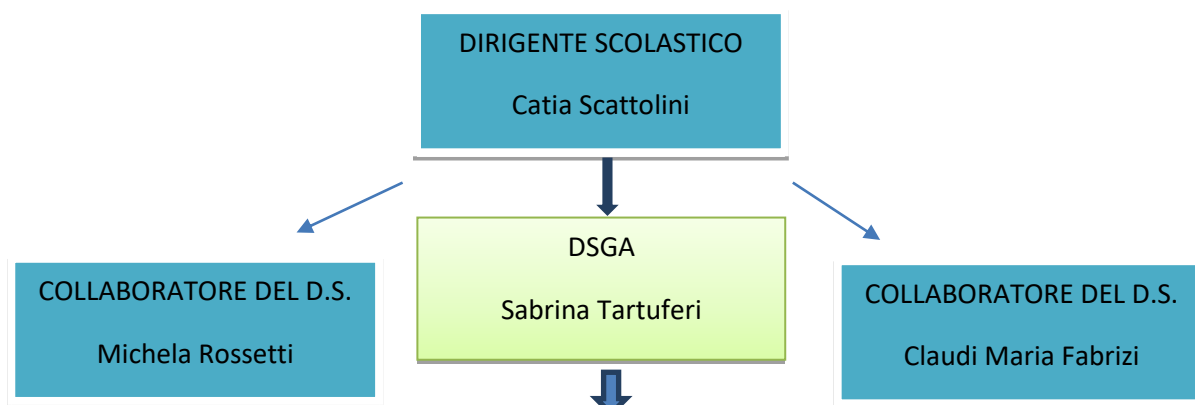 DIRIGENTE SCOLASTICO
Catia Scattolini
DSGA
Sabrina Tartuferi
COLLABORATORE DEL D.S.
Michela Rossetti
COLLABORATORE DEL D.S.
Claudi Maria Fabrizi